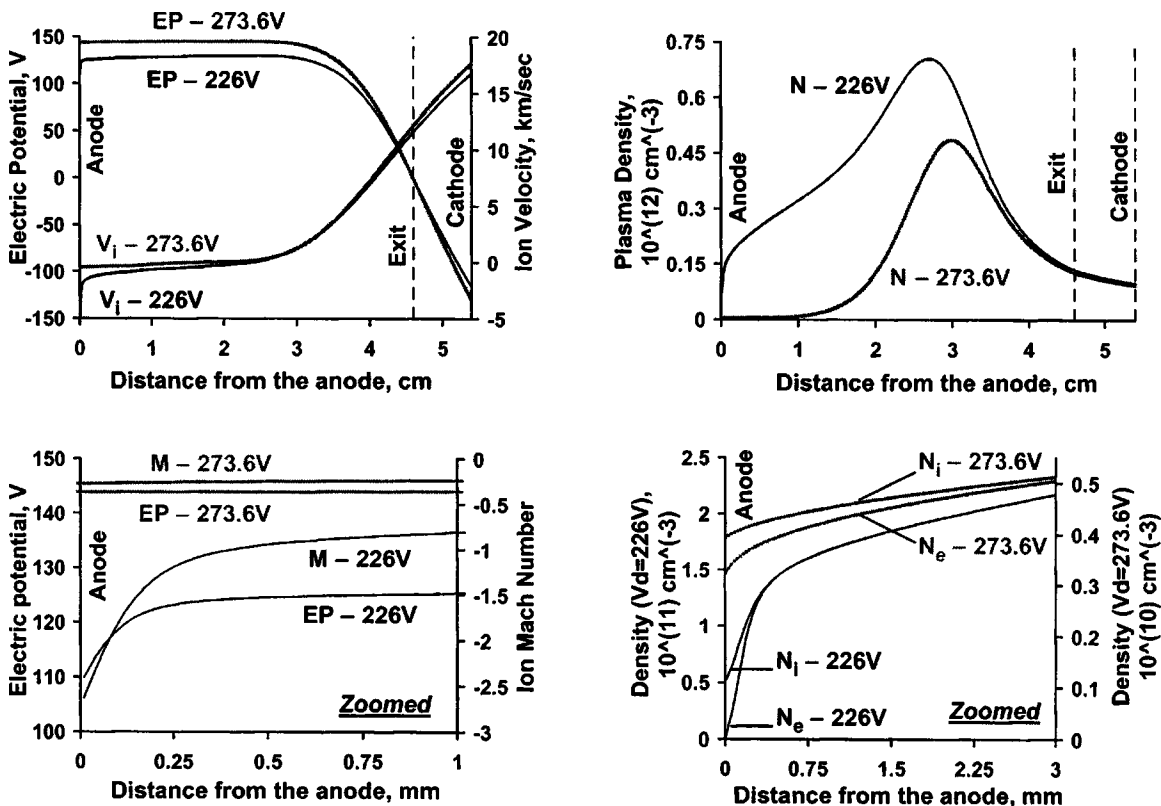 EP – 273.6V
150
100
50
0
-50
-100
-150
20
15
10
5
0
-5
Electric Potential, V
Ion Velocity, km/sec
EP – 226V
Anode
Exit
Cathode
Vi – 273.6V
Vi – 226V
0 1 2 3 4 5
Distance from the anode, cm
0.75
0.6
0.45
0.3
0.15
0
Plasma Density,
10^(12) cm^(-3)
N – 226V
Anode
Exit
Cathode
N – 273.6V
0 1 2 3 4 5
Distance from the anode, cm
150
140
130
120
110
100
0
-0.5
-1
-1.5
-2
-2.5
-3
Electric potential, V
Ion Mach Number
M – 273.6V
EP – 273.6V
Anode
M – 226V
EP – 226V
Zoomed
0 0.25 0.5 0.75 1
Distance from the anode, mm
2.5
2
1.5
1
0.5
0
0.5
0.4
0.3
0.2
0.1
0
Density (Vd=226V),
10^(11) cm^(-3)
Density (Vd=273.6V)
10^(10) cm^(-3)
Anode
Ni – 273.6V
Ne – 273.6V
Ni – 226V
Ne – 226V
Zoomed
0 0.75 1.5 2.25 3
Distance from the anode, mm